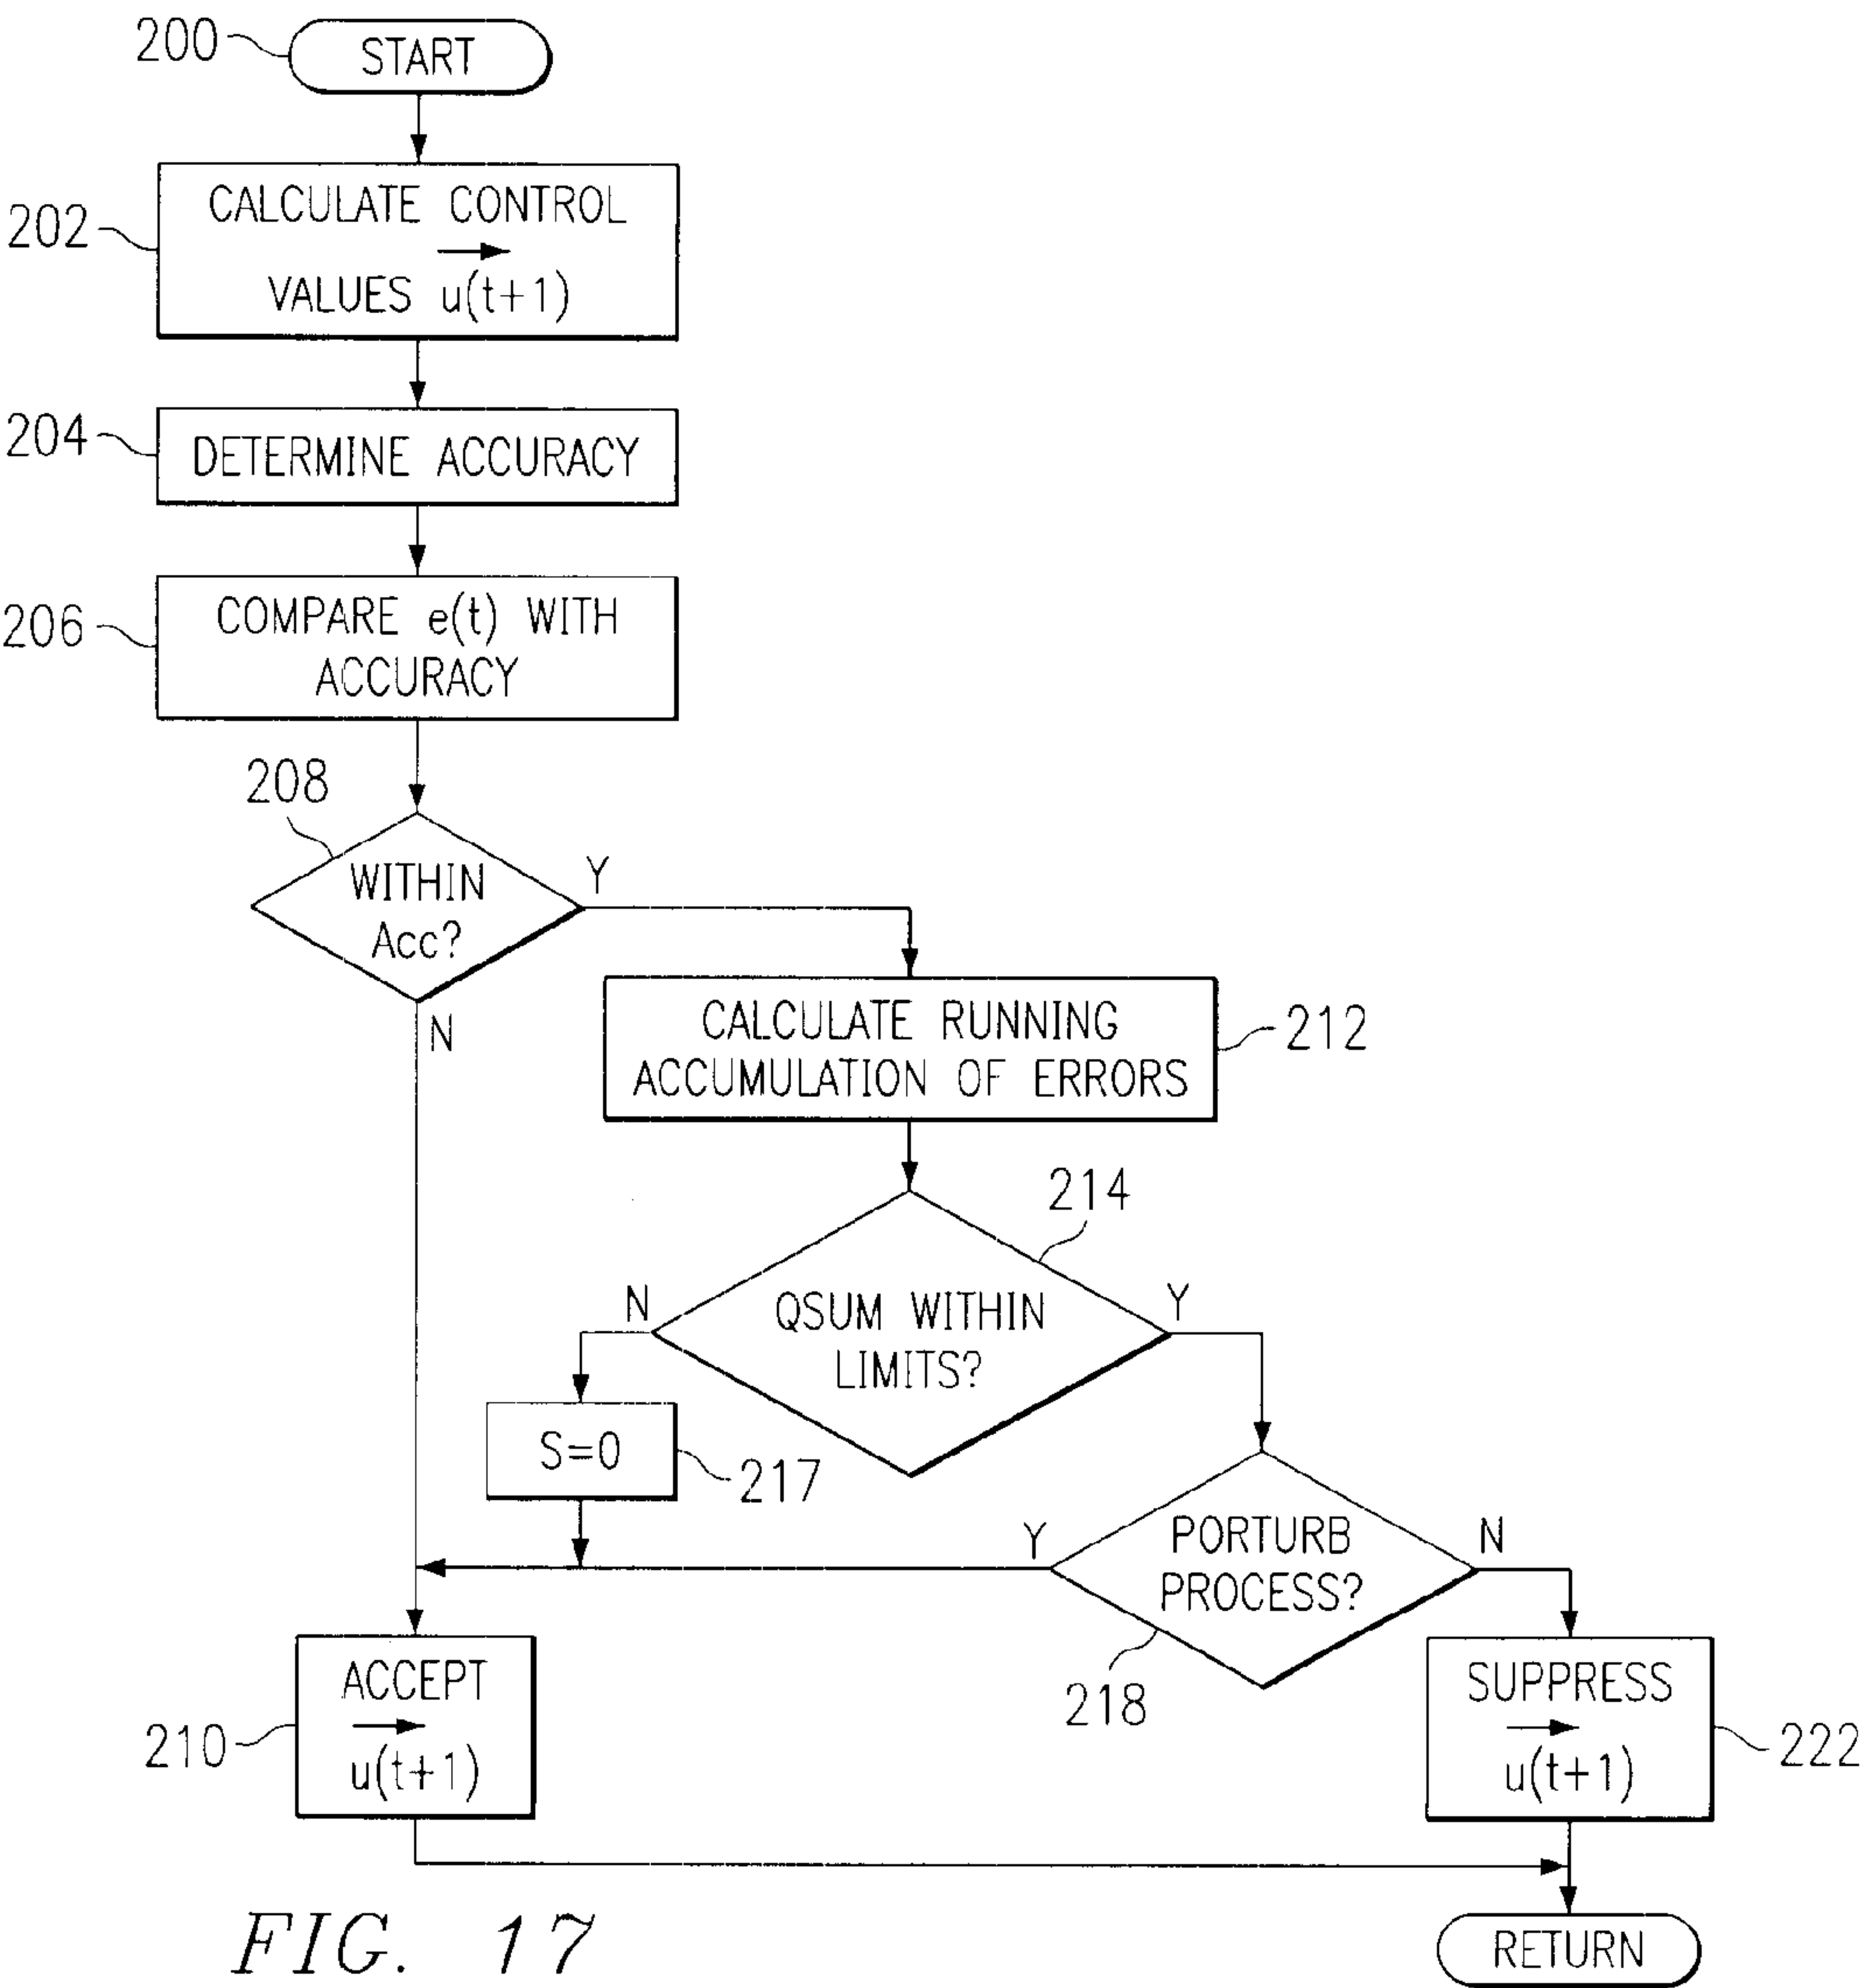 200
START
202
CALCULATE CONTROL
VALUES u(t+1)
204
DETERMINE ACCURACY
206
COMPARE e(t) WITH
ACCURACY
208
WITHIN
Acc?
Y
N
CALCULATE RUNNING
ACCUMULATION OF ERRORS
212
214
QSUM WITHIN
LIMITS?
N
Y
S=0
217
PORTURB
PROCESS?
Y
N
218
ACCEPT
u(t+1)
210
SUPPRESS
u(t+1)
222
RETURN
FIG. 17